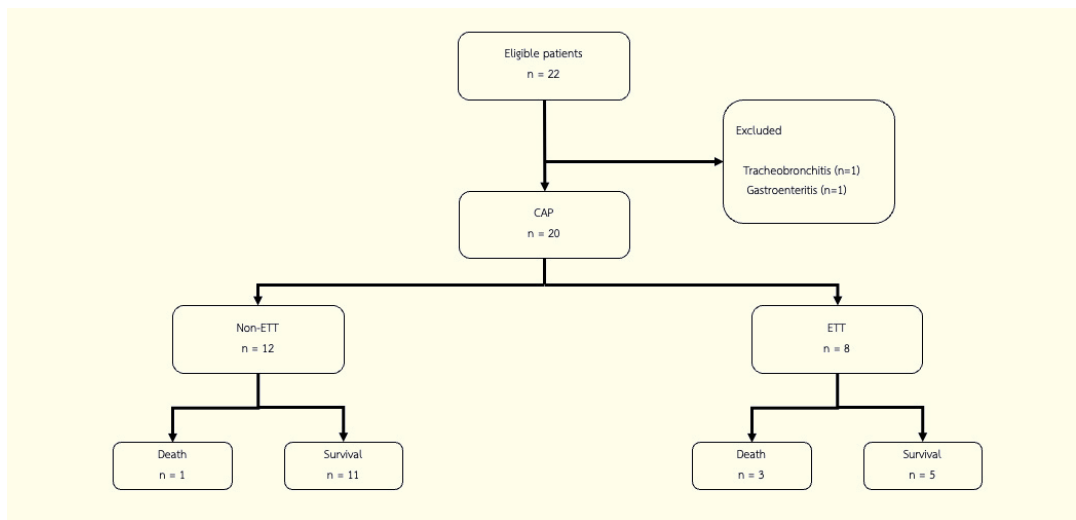 Eligible patients
n = 22
Excluded
Tracheobronchitis (n=1)
Gastroenteritis (n=1)
CAP
n = 20
Non-ETT
n = 12
ETT
n = 8
Death
n = 1
Survival
n = 11
Death
n = 3
Survival
n = 5